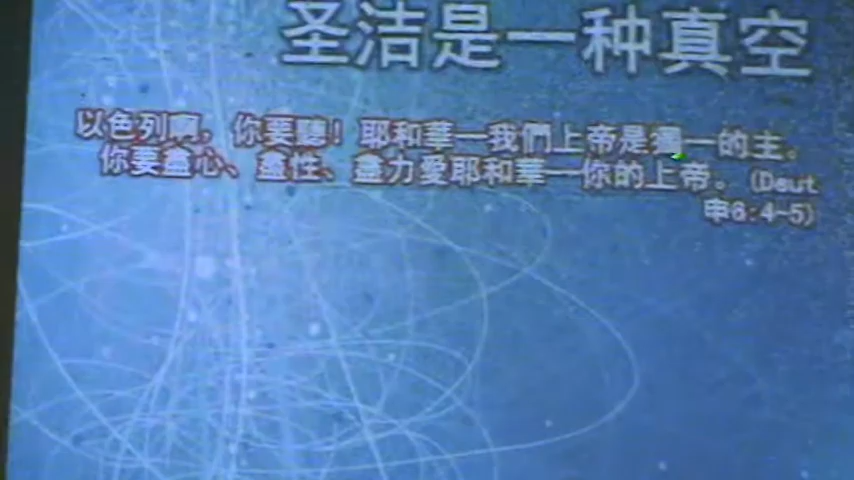 圣洁是一种真空
以色列啊，你要聽！耶和華—我們上帝是獨一的主。
你要盡心、盡性、盡力愛耶和華—你的上帝。(Deut
申6:4-5)